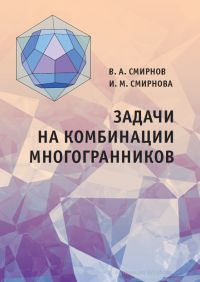 В. А. СМИРНОВ
И. М. СМИРНОВА
ЗАДАЧИ
НА КОМБИНАЦИИ
МНОГОГРАННИКОВ